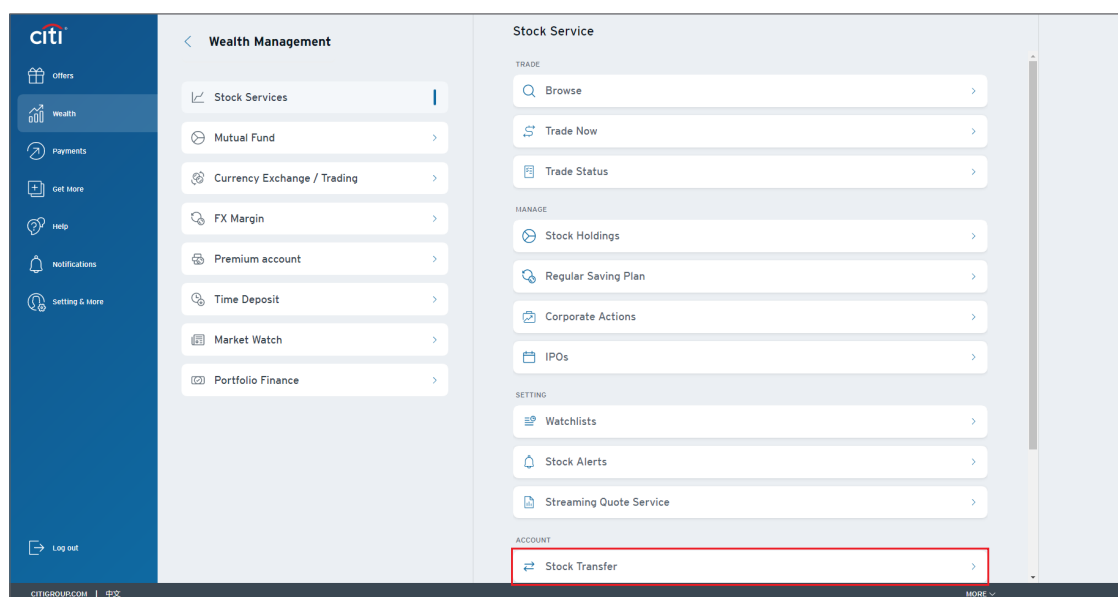 citi
Offers
Wealth
Payments
Get More
Help
Notifications
Setting & More
Log out
Wealth Management
Stock Services
Mutual Fund
Currency Exchange / Trading
FX Margin
Premium account
Time Deposit
Market Watch
Portfolio Finance
Stock Service
TRADE
Browse
Trade Now
Trade Status
MANAGE
Stock Holdings
Regular Saving Plan
Corporate Actions
IPOs
SETTING
Watchlists
Stock Alerts
Streaming Quote Service
ACCOUNT
Stock Transfer
CITIGROUP.COM | 中文
MORE